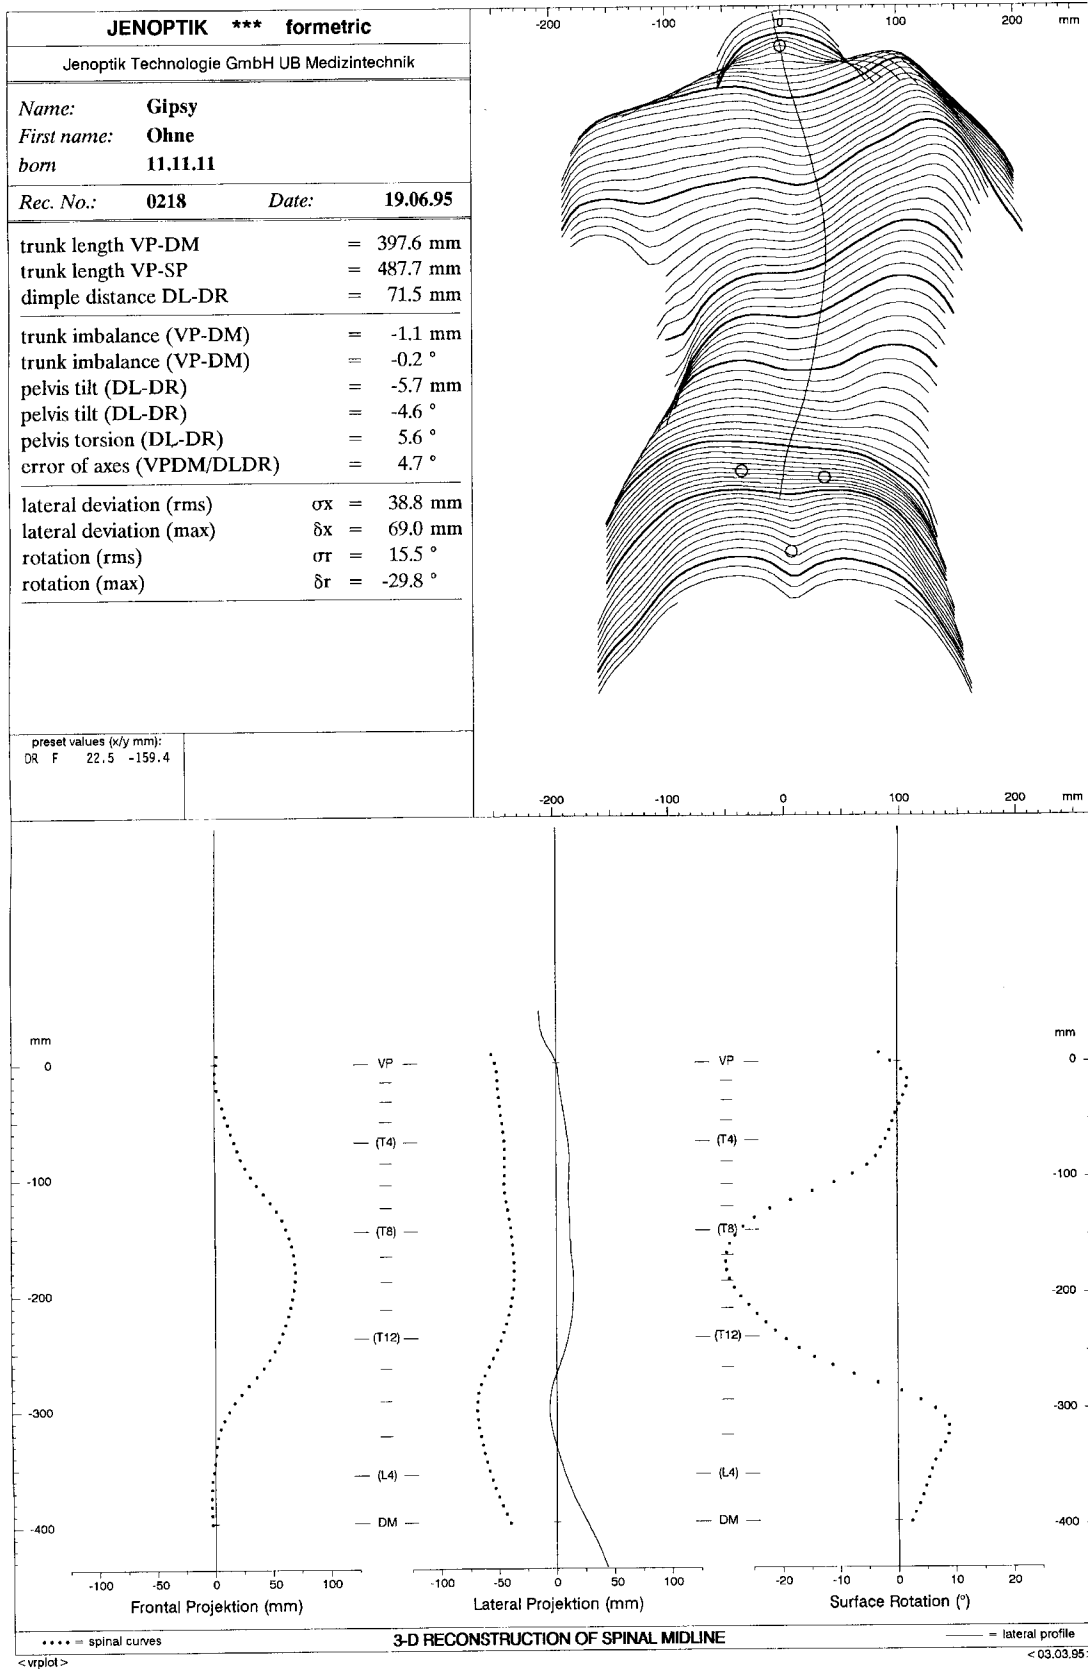 JENOPTIK *** formetric
Jenoptik Technologie GmbH UB Medizintechnik
Name: Gipsy
First name: Ohne
born 11.11.11
Rec. No.: 0218 Date: 19.06.95
trunk length VP-DM = 397.6 mm
trunk length VP-SP = 487.7 mm
dimple distance DL-DR = 71.5 mm
trunk imbalance (VP-DM) = -1.1 mm
trunk imbalance (VP-DM) = -0.2 °
pelvis tilt (DL-DR) = -5.7 mm
pelvis tilt (DL-DR) = -4.6 °
pelvis torsion (DL-DR) = 5.6 °
error of axes (VPDM/DLDR) = 4.7 °
lateral deviation (rms) σx = 38.8 mm
lateral deviation (max) δx = 69.0 mm
rotation (rms) σr = 15.5 °
rotation (max) δr = -29.8 °
preset values (x/y mm):
DR F 22.5 -159.4
-200 -100 0 100 200 mm
-200 -100 0 100 200 mm
mm mm
0 VP VP 0
(T4) (T4)
-100 -100
(T8) (T8)
-200 -200
(T12) (T12)
-300 -300
(L4) (L4)
-400 DM DM -400
-100 -50 0 50 100 -100 -50 0 50 100 -20 -10 0 10 20
Frontal Projektion (mm) Lateral Projektion (mm) Surface Rotation (°)
•••• = spinal curves 3-D RECONSTRUCTION OF SPINAL MIDLINE = lateral profile
<vrplot> <03.03.95>